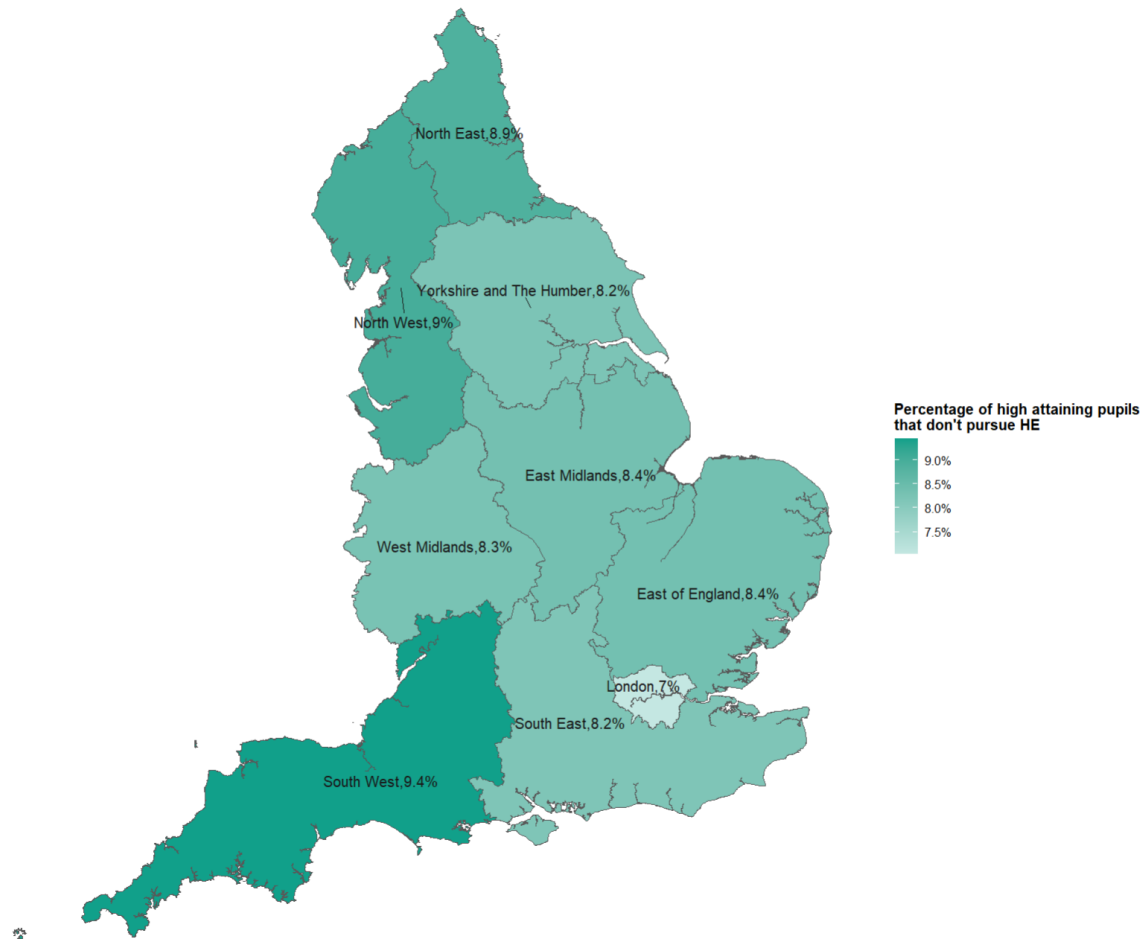 North East,8.9%
Yorkshire and The Humber,8.2%
North West,9%
East Midlands,8.4%
West Midlands,8.3%
East of England,8.4%
London,7%
South East,8.2%
South West,9.4%
Percentage of high attaining pupils
that don't pursue HE
9.0%
8.5%
8.0%
7.5%